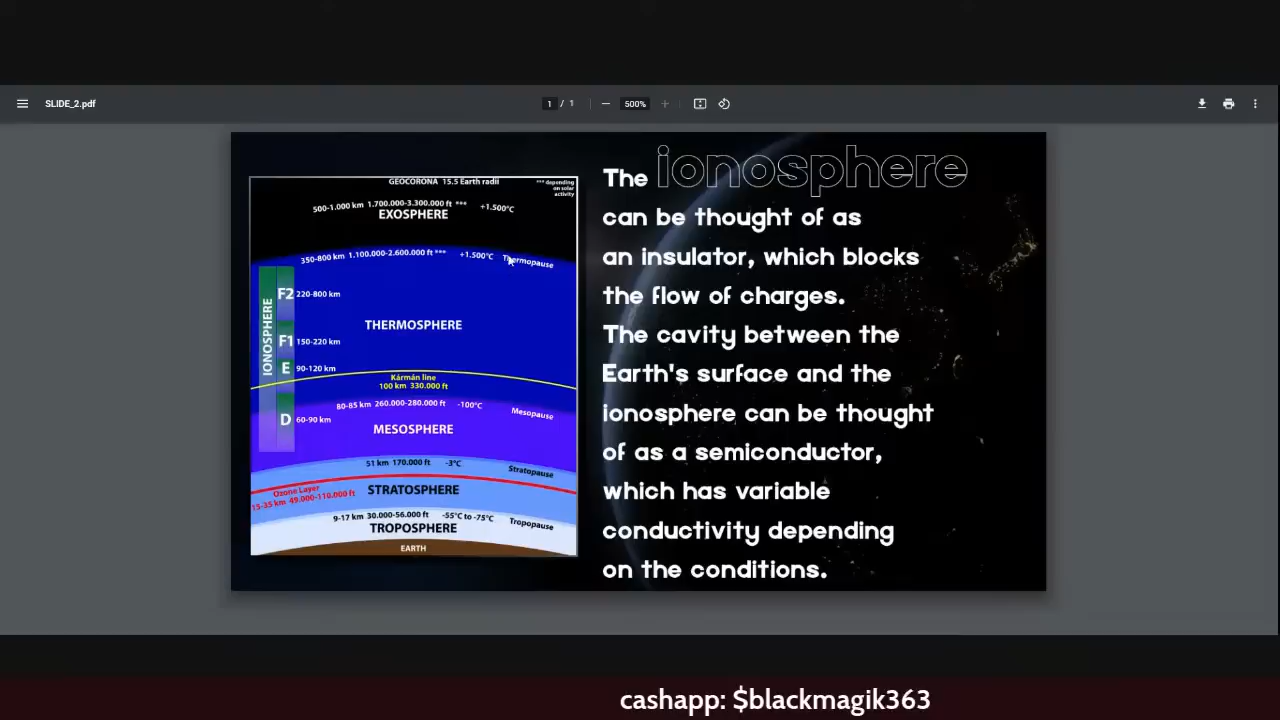 SLIDE_2.pdf
1 / 1
500%
GEOCORONA 15.5 Earth radii
*** depending
on solar
activity
500-1.000 km 1.700.000-3.300.000 ft *** +1.500°C
EXOSPHERE
350-800 km 1.100.000-2.600.000 ft *** +1.500°C Thermopause
IONOSPHERE
F2 220-800 km
THERMOSPHERE
F1 150-220 km
E 90-120 km
Kármán line
100 km 330.000 ft
80-85 km 260.000-280.000 ft -100°C Mesopause
D 60-90 km
MESOSPHERE
51 km 170.000 ft -3°C Stratopause
Ozone Layer
15-35 km 49.000-110.000 ft
STRATOSPHERE
9-17 km 30.000-56.000 ft -55°C to -75°C Tropopause
TROPOSPHERE
EARTH
The ionosphere
can be thought of as
an insulator, which blocks
the flow of charges.
The cavity between the
Earth's surface and the
ionosphere can be thought
of as a semiconductor,
which has variable
conductivity depending
on the conditions.
cashapp: $blackmagik363